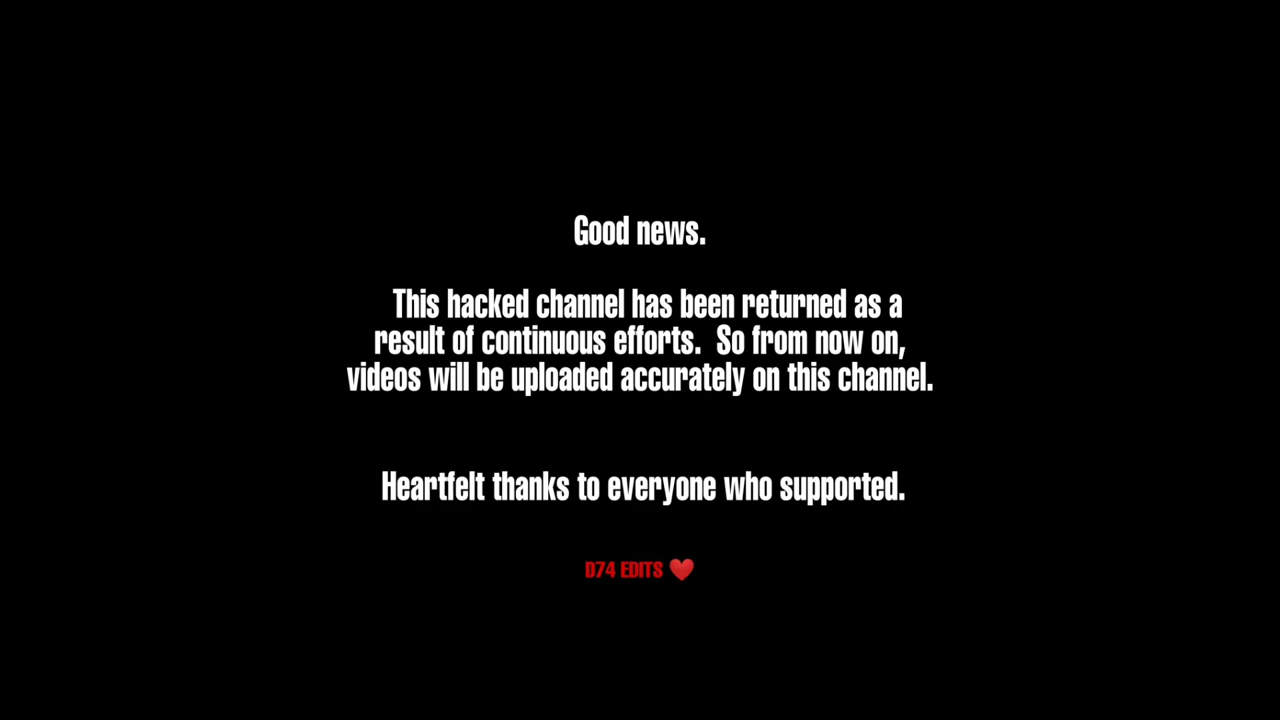 Good news.
This hacked channel has been returned as a
result of continuous efforts.  So from now on,
videos will be uploaded accurately on this channel.
Heartfelt thanks to everyone who supported.
D74 EDITS ❤️